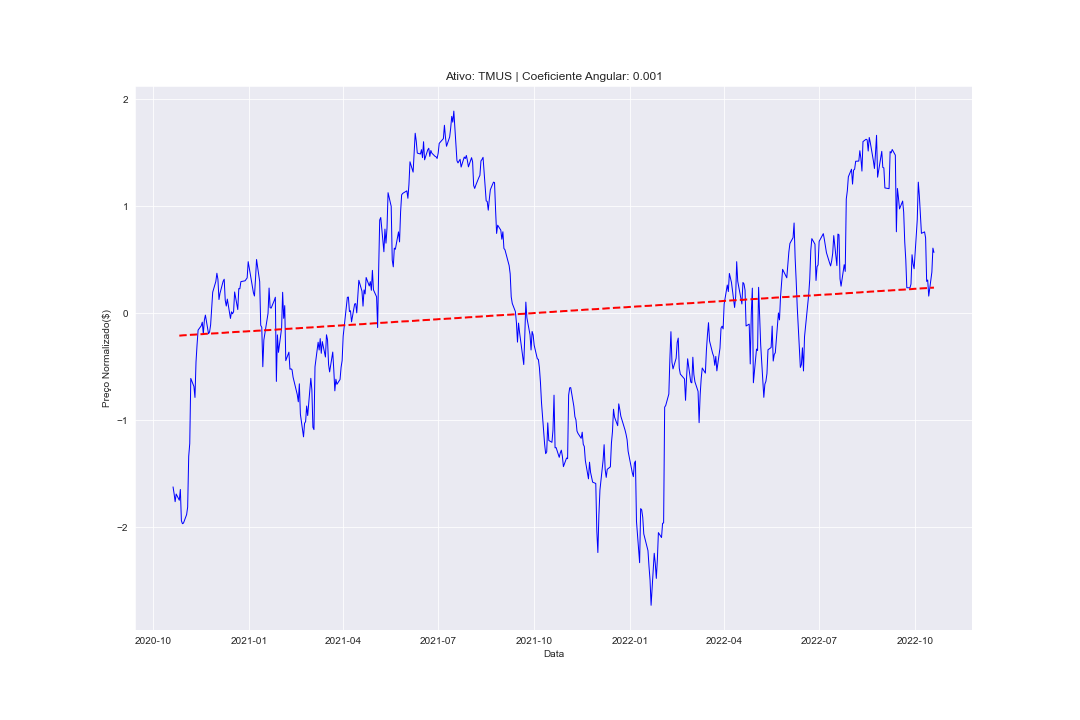 Ativo: TMUS | Coeficiente Angular: 0.001
2
1
0
−1
−2
Preço Normalizado($)
2020-10 2021-01 2021-04 2021-07 2021-10 2022-01 2022-04 2022-07 2022-10
Data